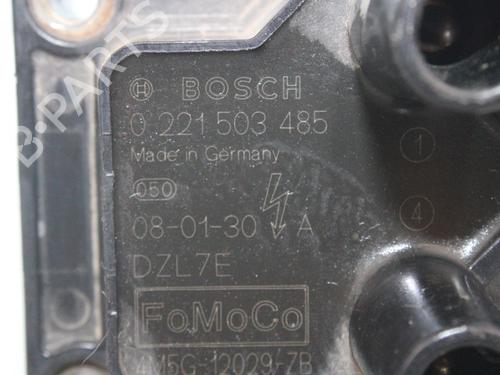 BOSCH
0 221 503 485
Made in Germany
1
050
4
08-01-30 A
DZL7E
FoMoCo
4M5G-12029-ZB
B-PARTS